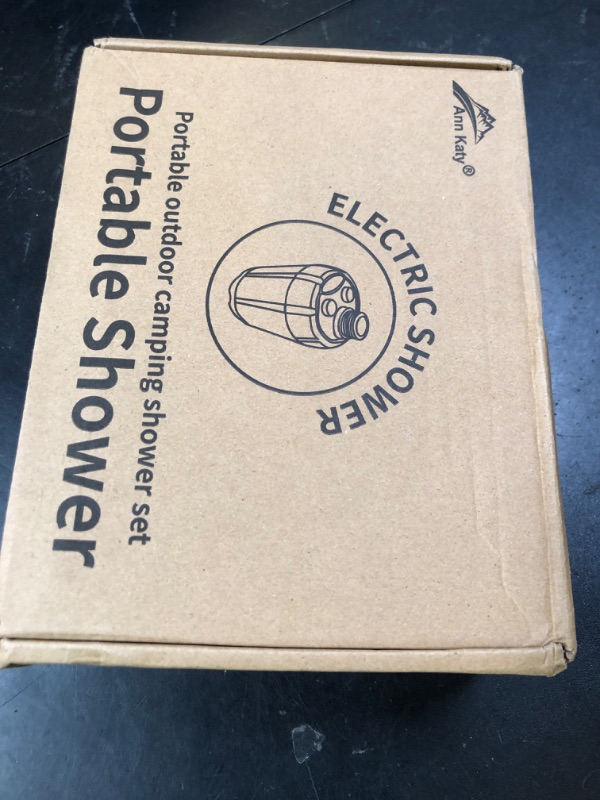 Ann Katy®
ELECTRIC SHOWER
Portable outdoor camping shower set
Portable Shower